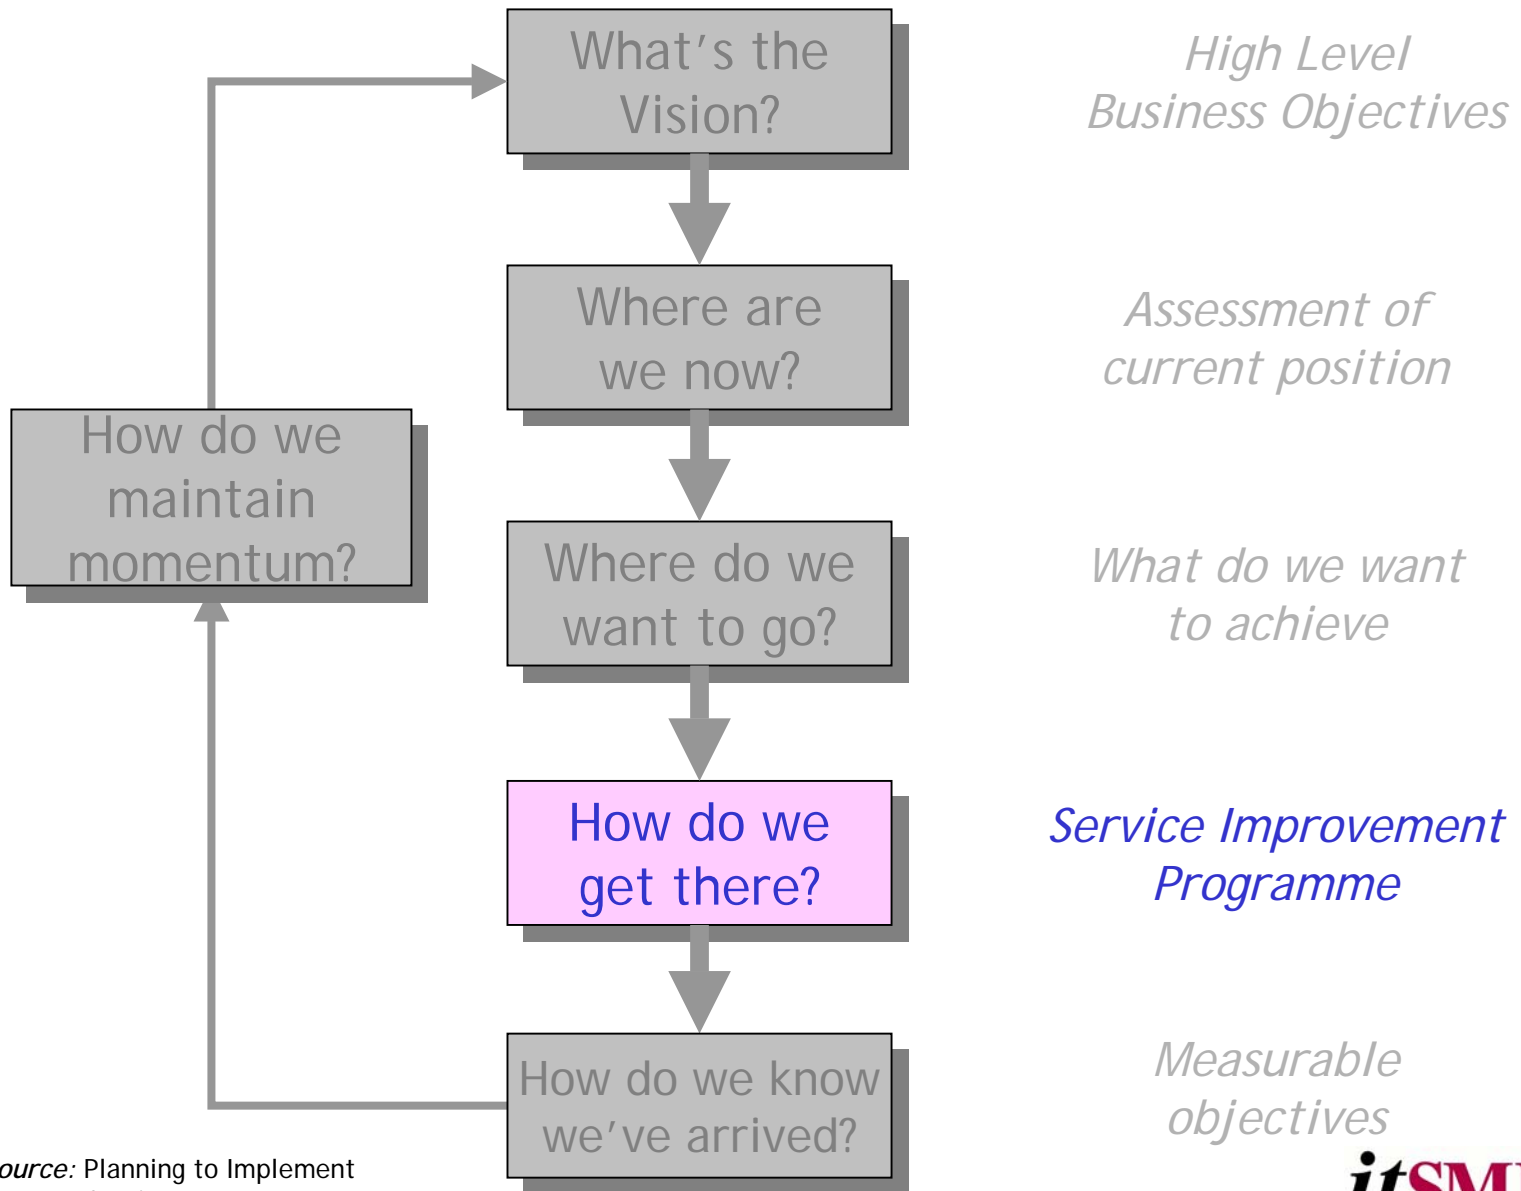 What's the
Vision?
High Level
Business Objectives
Where are
we now?
Assessment of
current position
How do we
maintain
momentum?
Where do we
want to go?
What do we want
to achieve
How do we
get there?
Service Improvement
Programme
How do we know
we've arrived?
Measurable
objectives
ource: Planning to Implement
itSM